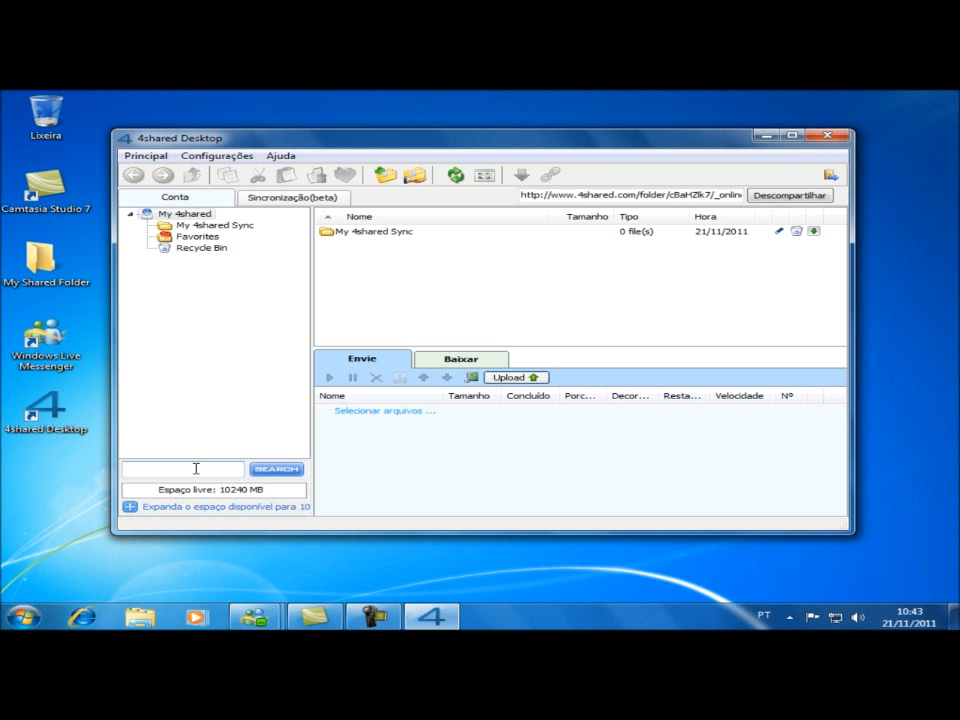 Lixeira
Camtasia Studio 7
My Shared Folder
Windows Live
Messenger
4shared Desktop
4shared Desktop
Principal Configurações Ajuda
Conta Sincronização(beta)
http://www.4shared.com/folder/cBaHZlk7/_onlin Descompartilhar
My 4shared
My 4shared Sync
Favorites
Recycle Bin
Nome Tamanho Tipo Hora
My 4shared Sync 0 file(s) 21/11/2011
Envie Baixar
Upload
Nome Tamanho Concluído Porc... Decor... Resta... Velocidade Nº
Selecionar arquivos ...
SEARCH
Espaço livre: 10240 MB
Expanda o espaço disponível para 10
PT
10:43
21/11/2011